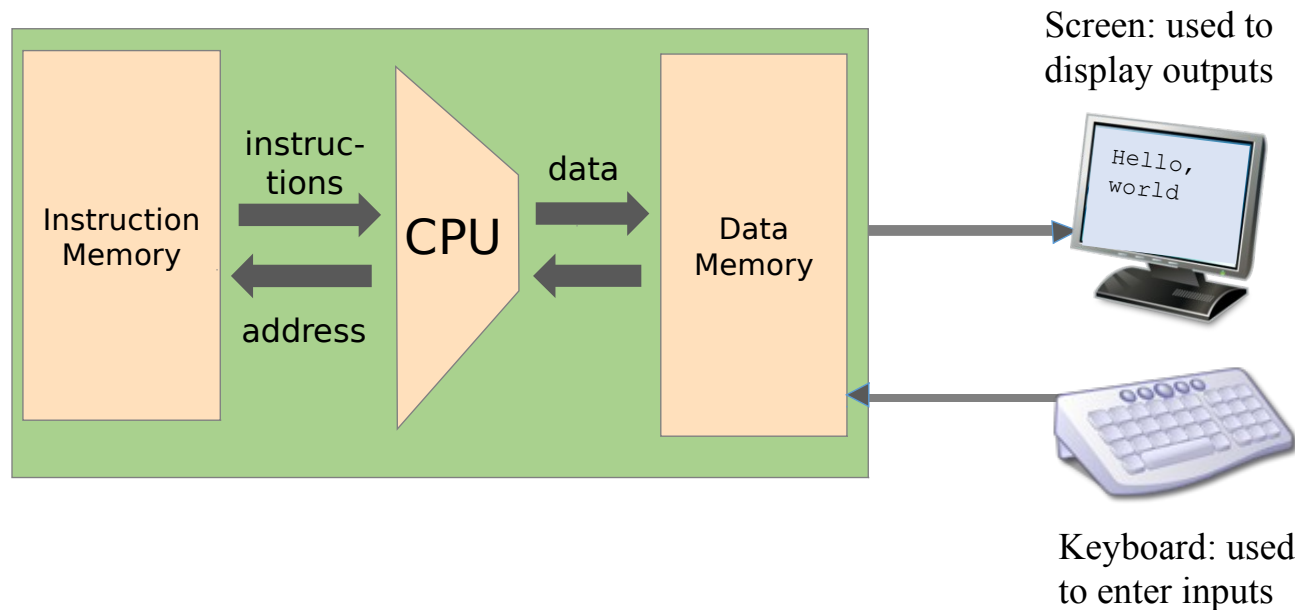 Screen: used to
display outputs
instruc-
tions
data
Hello,
world
Instruction
Memory
CPU
Data
Memory
address
Keyboard: used
to enter inputs